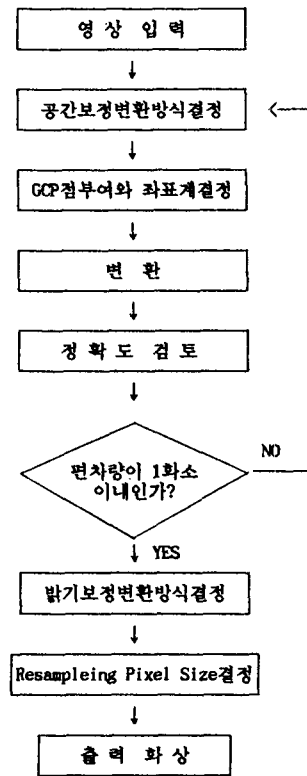 영 상 입 력
공간보정변환방식결정
GCP점부여와 좌표계결정
변 환
정 확 도 검 토
편차량이 1화소
이내인가?
NO
YES
밝기보정변환방식결정
Resampleing Pixel Size결정
출 력 화 상